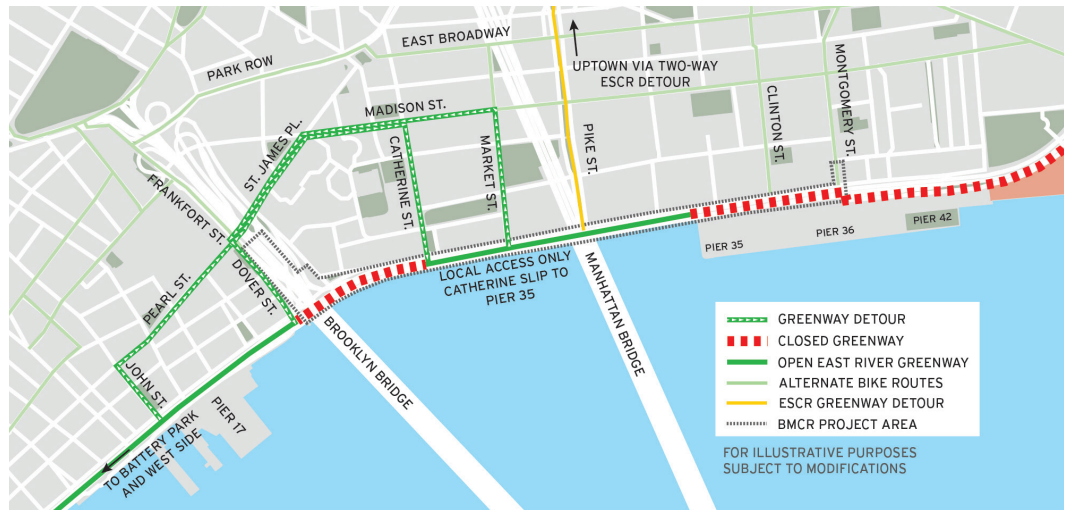 EAST BROADWAY
PARK ROW
UPTOWN VIA TWO-WAY
ESCR DETOUR
MADISON ST.
ST. JAMES PL.
CATHERINE ST.
MARKET ST.
PIKE ST.
CLINTON ST.
MONTGOMERY ST.
FRANKFORT ST.
DOVER ST.
PEARL ST.
JOHN ST.
PIER 42
PIER 36
PIER 35
LOCAL ACCESS ONLY
CATHERINE SLIP TO
PIER 35
MANHATTAN BRIDGE
BROOKLYN BRIDGE
PIER 17
TO BATTERY PARK
AND WEST SIDE
GREENWAY DETOUR
CLOSED GREENWAY
OPEN EAST RIVER GREENWAY
ALTERNATE BIKE ROUTES
ESCR GREENWAY DETOUR
BMCR PROJECT AREA
FOR ILLUSTRATIVE PURPOSES
SUBJECT TO MODIFICATIONS